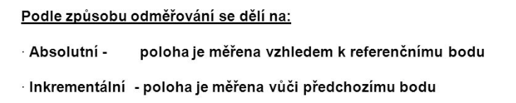 Podle způsobu odměřování se dělí na:
· Absolutní - poloha je měřena vzhledem k referenčnímu bodu
· Inkrementální - poloha je měřena vůči předchozímu bodu